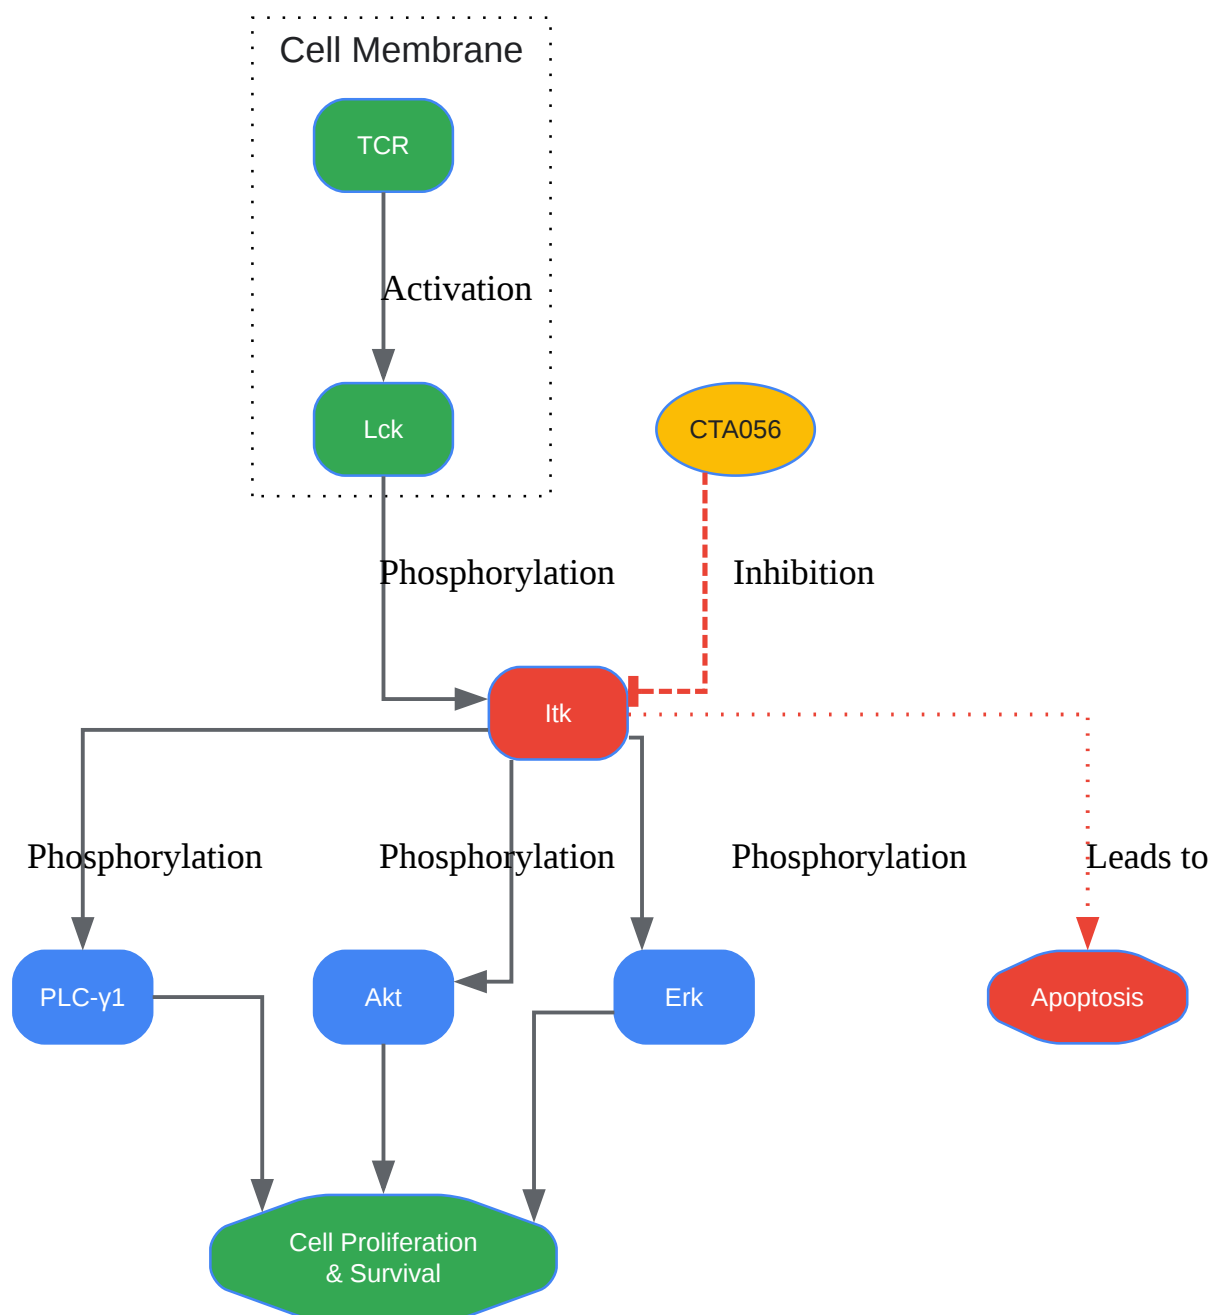 Cell Membrane
TCR
Activation
Lck
CTA056
Phosphorylation
Inhibition
Itk
Phosphorylation
Phosphorylation
Phosphorylation
Leads to
PLC-γ1
Akt
Erk
Apoptosis
Cell Proliferation
& Survival